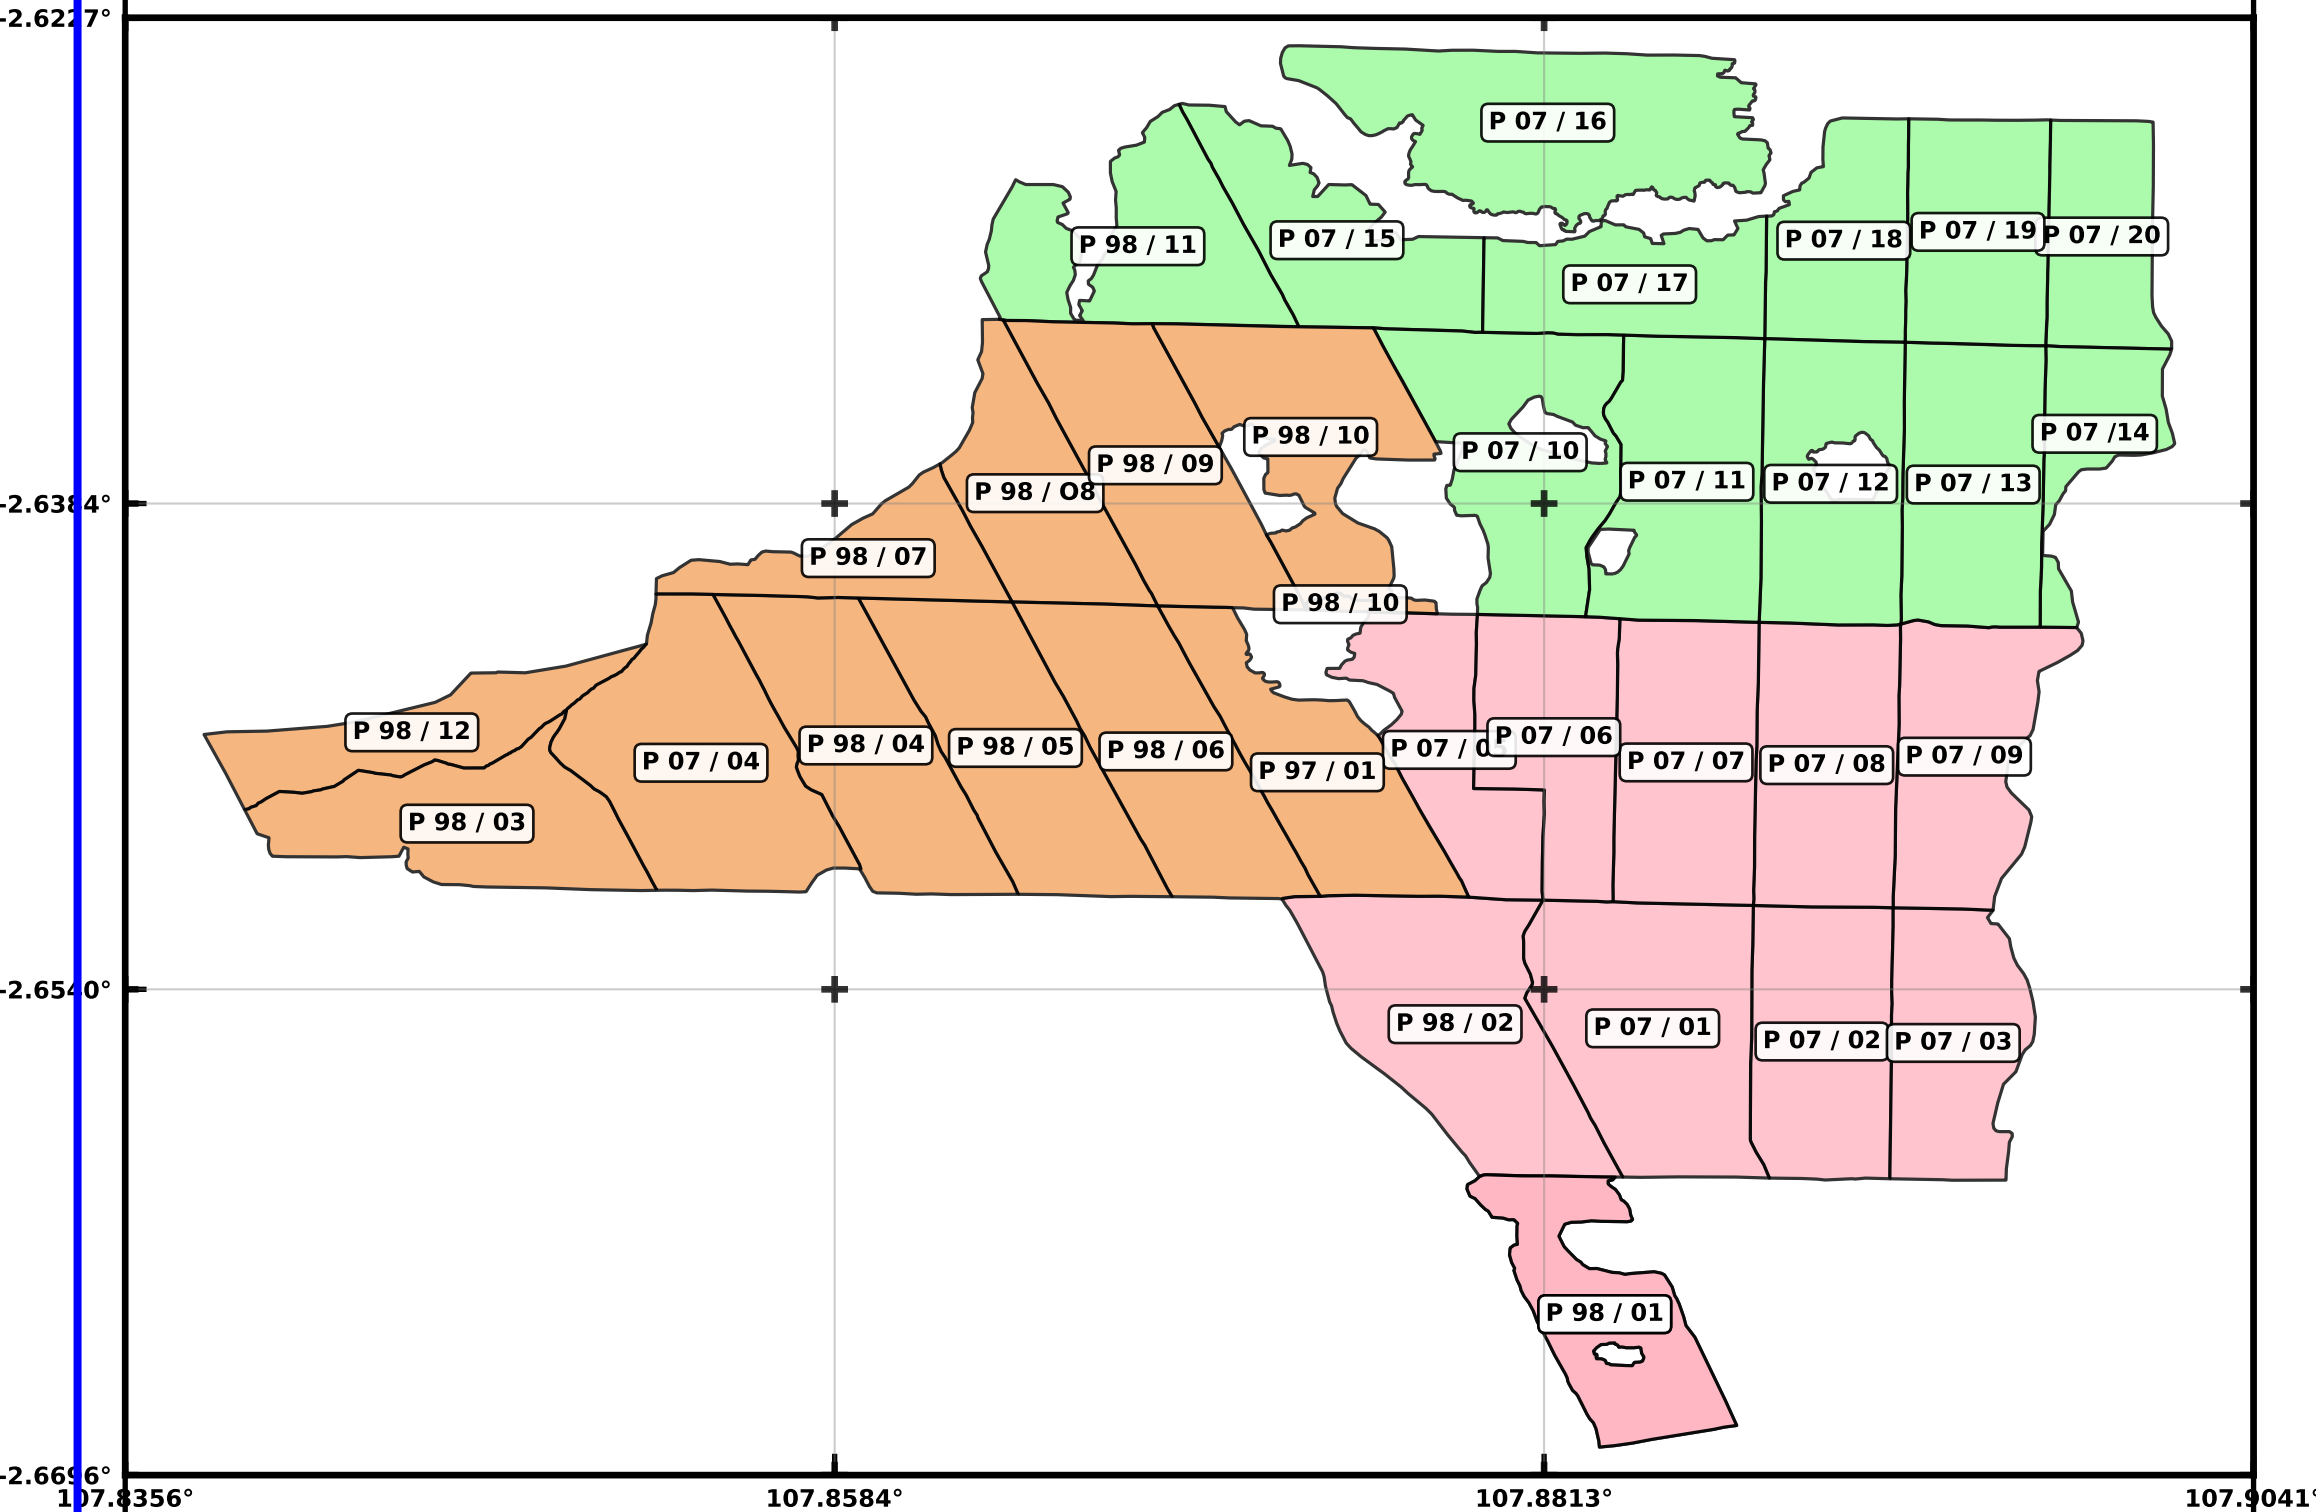 -2.6227°
P 07 / 16
P 98 / 11
P 07 / 15
P 07 / 18
P 07 / 19
P 07 / 20
P 07 / 17
P 98 / 10
P 07 / 10
P 07 /14
P 98 / 09
P 98 / O8
P 07 / 11
P 07 / 12
P 07 / 13
-2.6384°
P 98 / 07
P 98 / 10
P 98 / 12
P 07 / 04
P 98 / 04
P 98 / 05
P 98 / 06
P 97 / 01
P 07 / 05
P 07 / 06
P 07 / 07
P 07 / 08
P 07 / 09
P 98 / 03
-2.6540°
P 98 / 02
P 07 / 01
P 07 / 02
P 07 / 03
P 98 / 01
-2.6696°
107.8356°
107.8584°
107.8813°
107.9041°